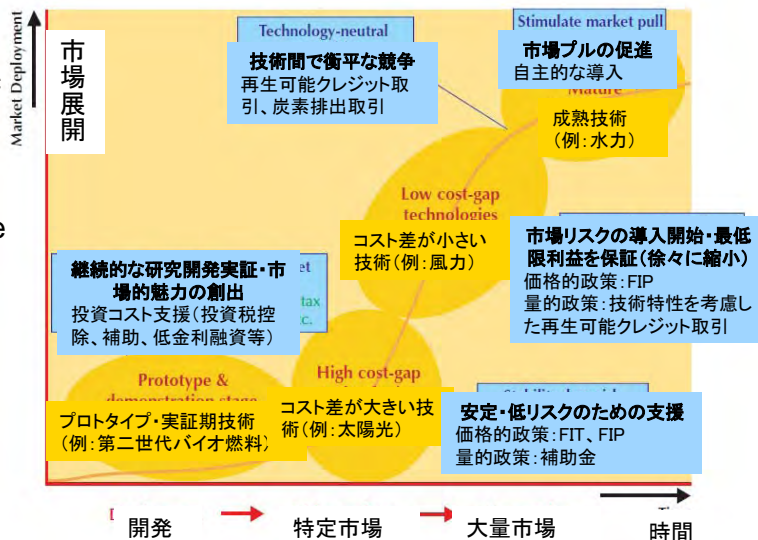 Market Deployment
市場展開
Technology-neutral
技術間で衡平な競争
再生可能クレジット取
引、炭素排出取引
Stimulate market pull
市場プルの促進
自主的な導入
Mature
成熟技術
(例:水力)
Low cost-gap
technologies
コスト差が小さい
技術(例:風力)
市場リスクの導入開始・最低
限利益を保証(徐々に縮小)
価格的政策:FIP
量的政策:技術特性を考慮し
た再生可能クレジット取引
継続的な研究開発実証・市
場的魅力の創出
投資コスト支援(投資税控
除、補助、低金利融資等)
et
tax
c.
High cost-gap
コスト差が大きい技
術(例:太陽光)
Prototype &
demonstration stage
プロトタイプ・実証期技術
(例:第二世代バイオ燃料)
安定・低リスクのための支援
価格的政策:FIT、FIP
量的政策:補助金
開発
特定市場
大量市場
時間
e